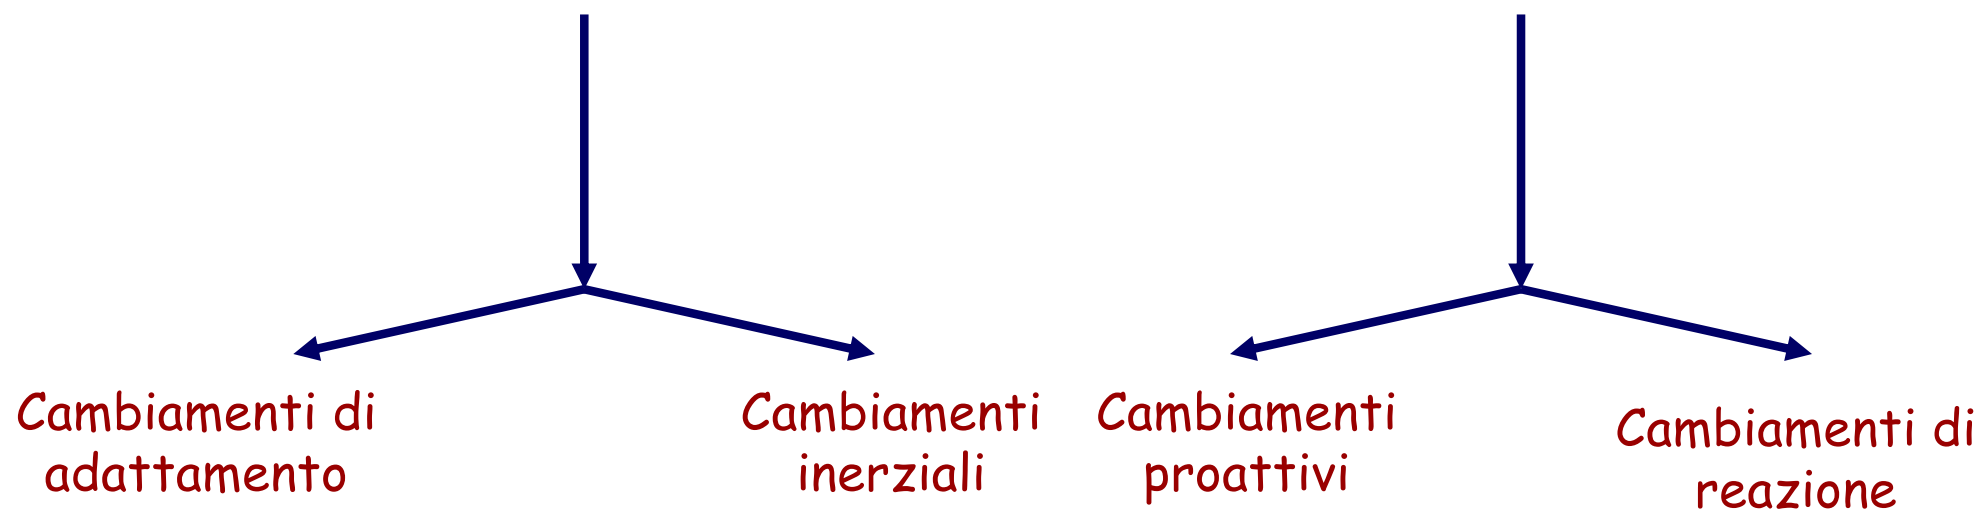 Cambiamenti di
adattamento
Cambiamenti
inerziali
Cambiamenti
proattivi
Cambiamenti di
reazione